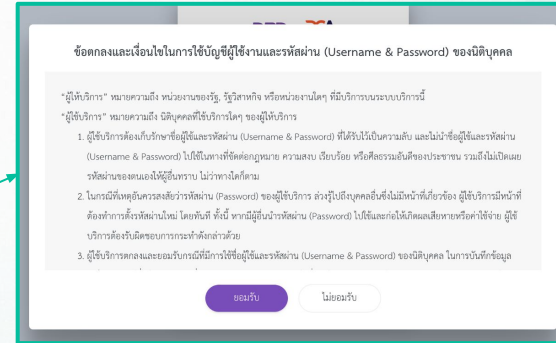 ข้อตกลงและเงื่อนไขในการใช้บัญชีผู้ใช้งานและรหัสผ่าน (Username & Password) ของนิติบุคคล
“ผู้ให้บริการ” หมายความถึง หน่วยงานของรัฐ, รัฐวิสาหกิจ หรือหน่วยงานใดๆ ที่มีบริการบนระบบบริการนี้
“ผู้ใช้บริการ” หมายความถึง นิติบุคคลที่ใช้บริการใดๆ ของผู้ให้บริการ
1. ผู้ใช้บริการต้องเก็บรักษาชื่อผู้ใช้และรหัสผ่าน (Username & Password) ที่ได้รับไว้เป็นความลับ และไม่นำชื่อผู้ใช้และรหัสผ่าน
(Username & Password) ไปใช้ในทางที่ขัดต่อกฎหมาย ความสงบ เรียบร้อย หรือศีลธรรมอันดีของประชาชน รวมถึงไม่เปิดเผย
รหัสผ่านของตนเองให้ผู้อื่นทราบ ไม่ว่าทางใดก็ตาม
2. ในกรณีที่เหตุอันควรสงสัยว่ารหัสผ่าน (Password) ของผู้ใช้บริการ ล่วงรู้ไปถึงบุคคลอื่นซึ่งไม่มีหน้าที่เกี่ยวข้อง ผู้ใช้บริการมีหน้าที่
ต้องทำการตั้งรหัสผ่านใหม่ โดยทันที ทั้งนี้ หากมีผู้อื่นนำรหัสผ่าน (Password) ไปใช้และก่อให้เกิดผลเสียหายหรือค่าใช้จ่าย ผู้ใช้
บริการต้องรับผิดชอบการกระทำดังกล่าวด้วย
3. ผู้ใช้บริการตกลงและยอมรับกรณีที่มีการใช้ชื่อผู้ใช้และรหัสผ่าน (Username & Password) ของนิติบุคคล ในการบันทึกข้อมูล
ยอมรับ
ไม่ยอมรับ